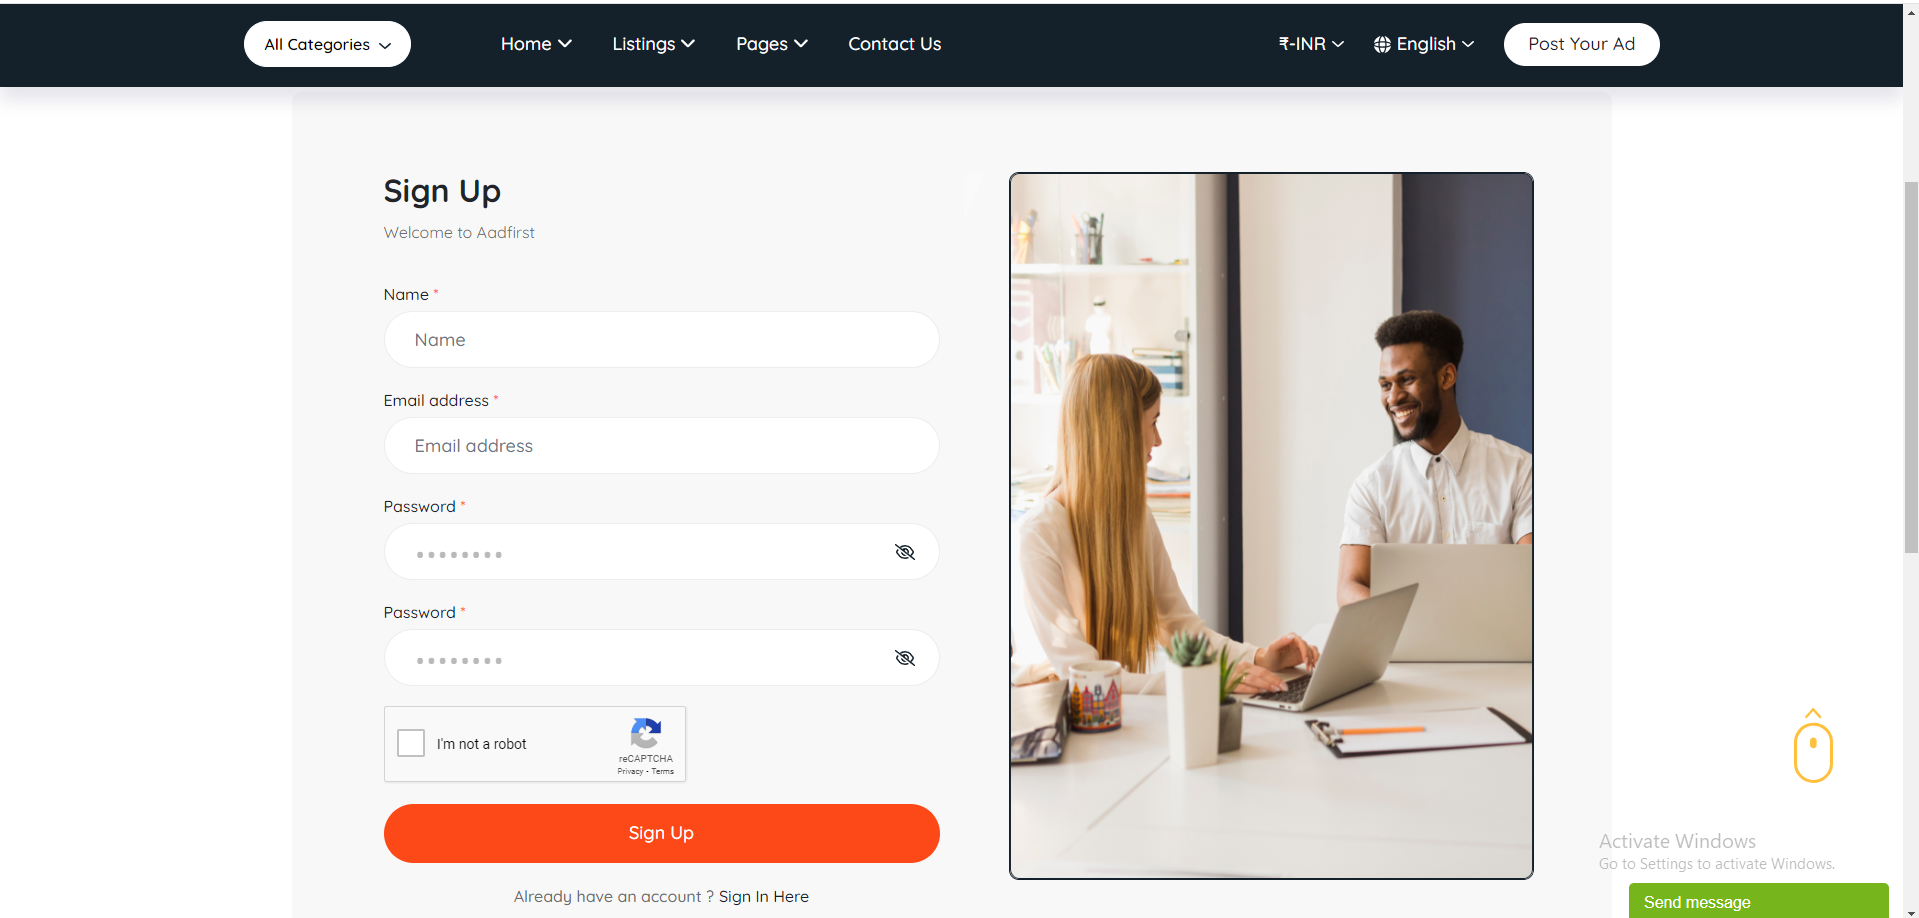 All Categories
Home
Listings
Pages
Contact Us
₹-INR
English
Post Your Ad
Sign Up
Welcome to Aadfirst
Name *
Name
Email address *
Email address
Password *
Password *
I'm not a robot
reCAPTCHA
Privacy - Terms
Sign Up
Already have an account ? Sign In Here
Activate Windows
Go to Settings to activate Windows.
Send message